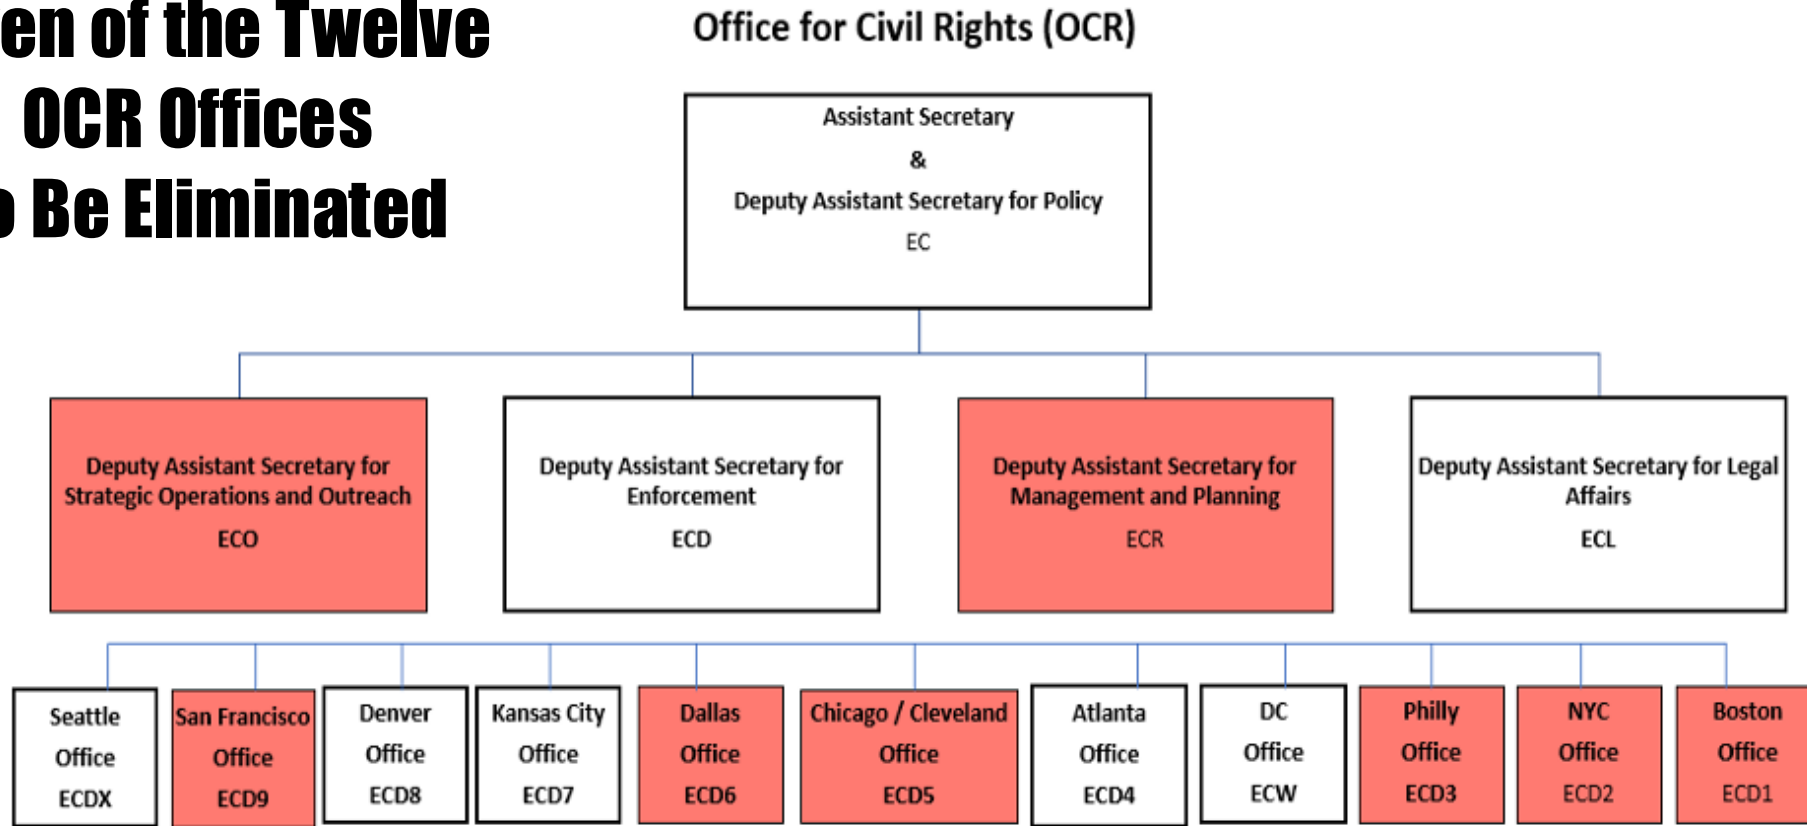 en of the Twelve
OCR Offices
o Be Eliminated
Office for Civil Rights (OCR)
Assistant Secretary
&
Deputy Assistant Secretary for Policy
EC
Deputy Assistant Secretary for
Strategic Operations and Outreach
ECO
Deputy Assistant Secretary for
Enforcement
ECD
Deputy Assistant Secretary for
Management and Planning
ECR
Deputy Assistant Secretary for Legal
Affairs
ECL
Seattle
Office
ECDX
San Francisco
Office
ECD9
Denver
Office
ECD8
Kansas City
Office
ECD7
Dallas
Office
ECD6
Chicago / Cleveland
Office
ECD5
Atlanta
Office
ECD4
DC
Office
ECW
Philly
Office
ECD3
NYC
Office
ECD2
Boston
Office
ECD1